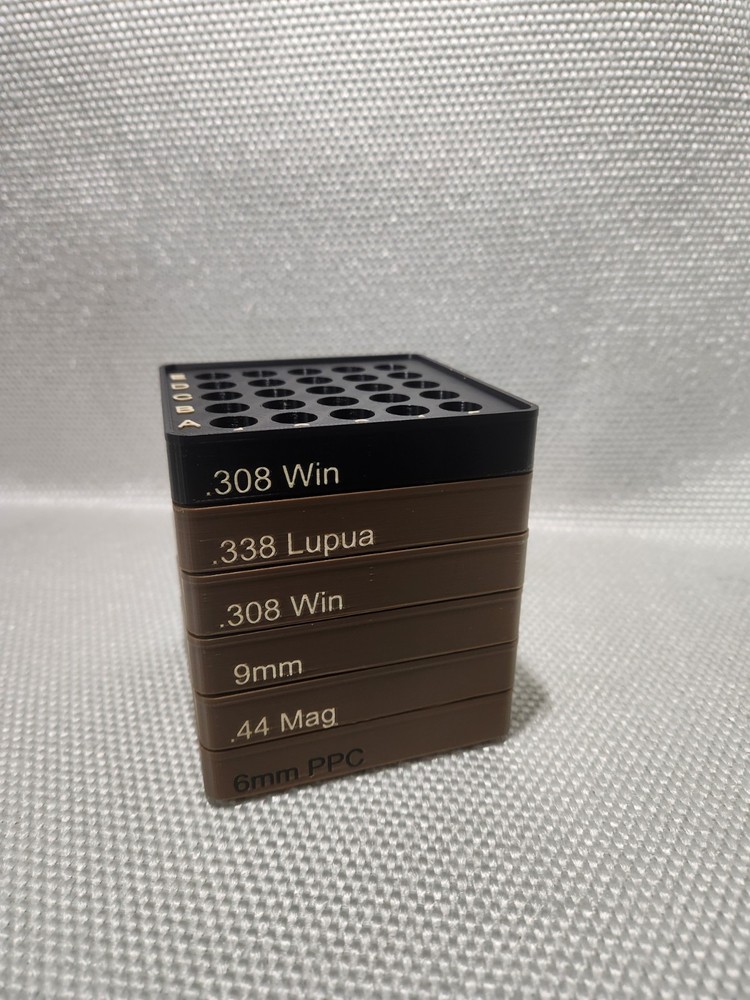 E
D
C
B
A
.308 Win
.338 Lupua
.308 Win
9mm
.44 Mag
6mm PPC